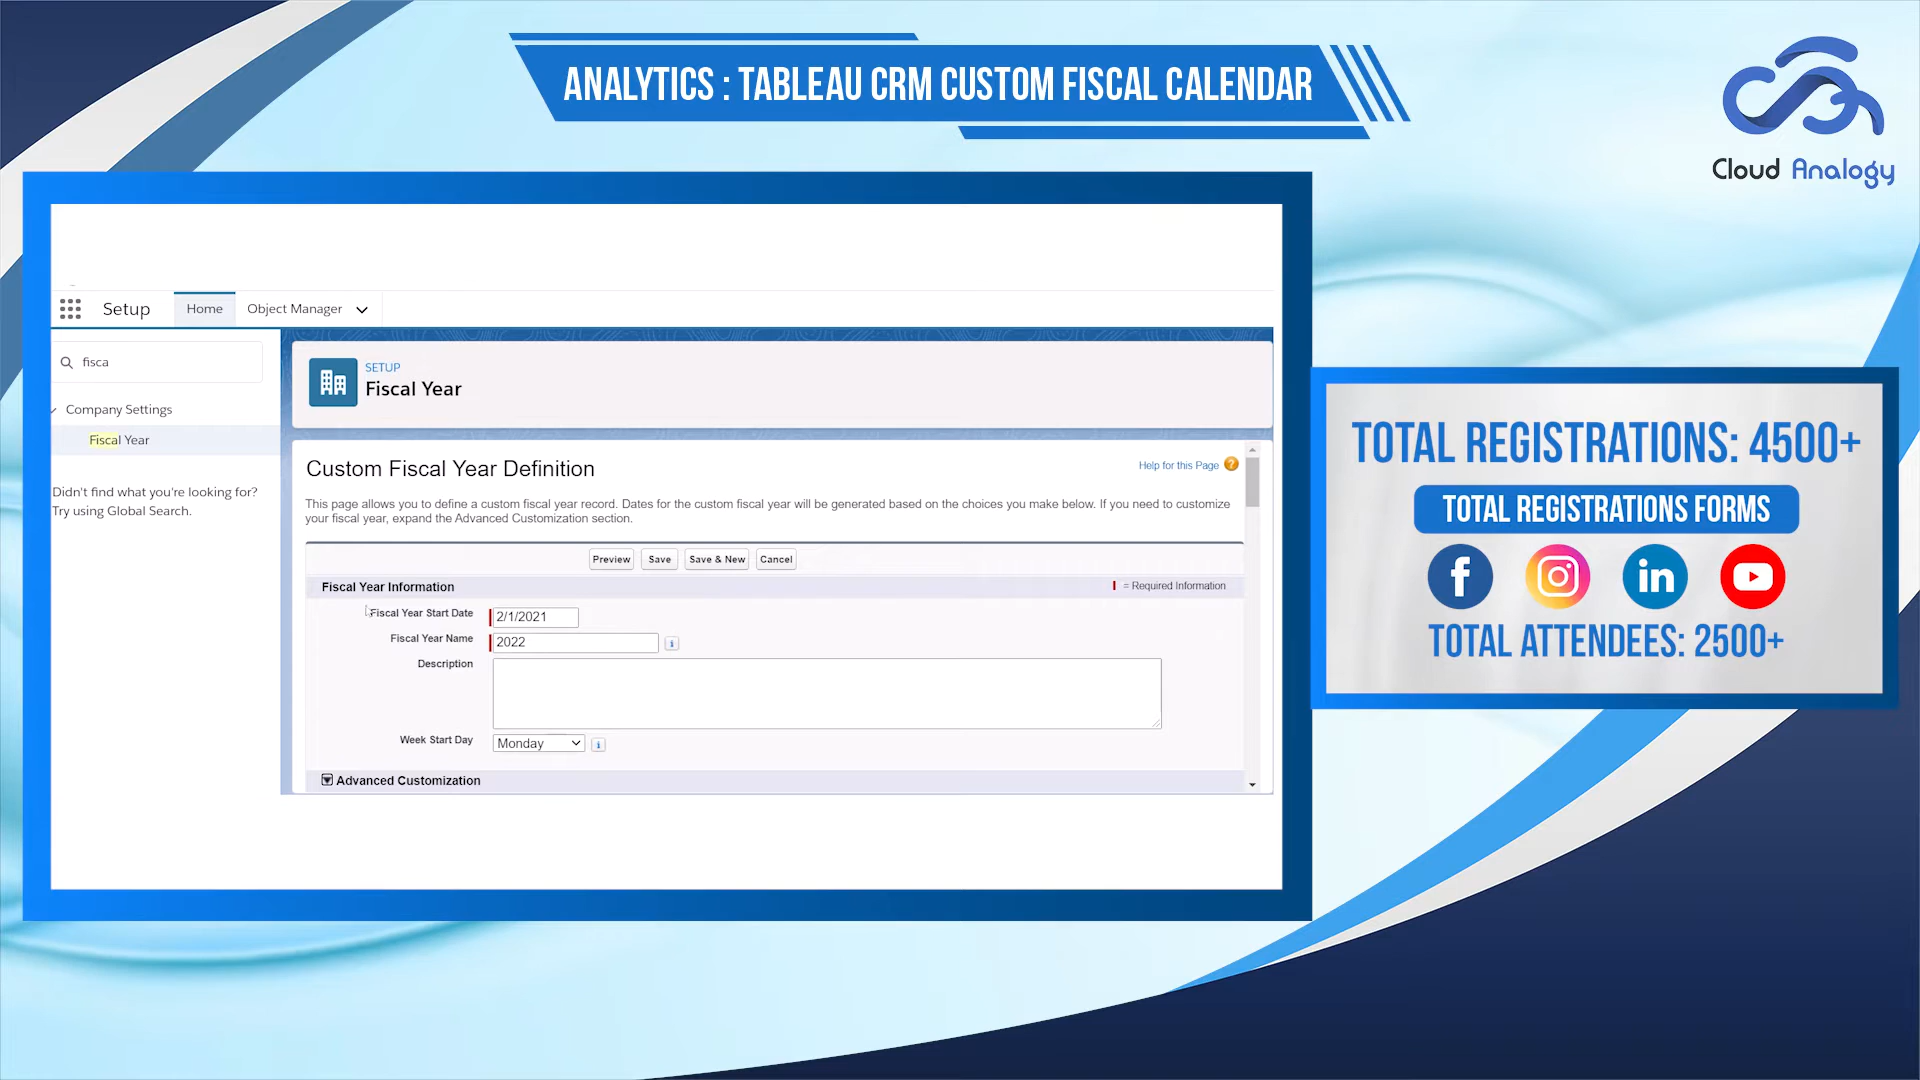 ANALYTICS : TABLEAU CRM CUSTOM FISCAL CALENDAR
Cloud Analogy
Setup
Home
Object Manager
fisca
Company Settings
Fiscal Year
Didn't find what you're looking for?
Try using Global Search.
SETUP
Fiscal Year
Custom Fiscal Year Definition
Help for this Page ?
This page allows you to define a custom fiscal year record. Dates for the custom fiscal year will be generated based on the choices you make below. If you need to customize
your fiscal year, expand the Advanced Customization section.
Preview Save Save & New Cancel
Fiscal Year Information
= Required Information
Fiscal Year Start Date 2/1/2021
Fiscal Year Name 2022 i
Description
Week Start Day Monday i
Advanced Customization
TOTAL REGISTRATIONS: 4500+
TOTAL REGISTRATIONS FORMS
f in
TOTAL ATTENDEES: 2500+